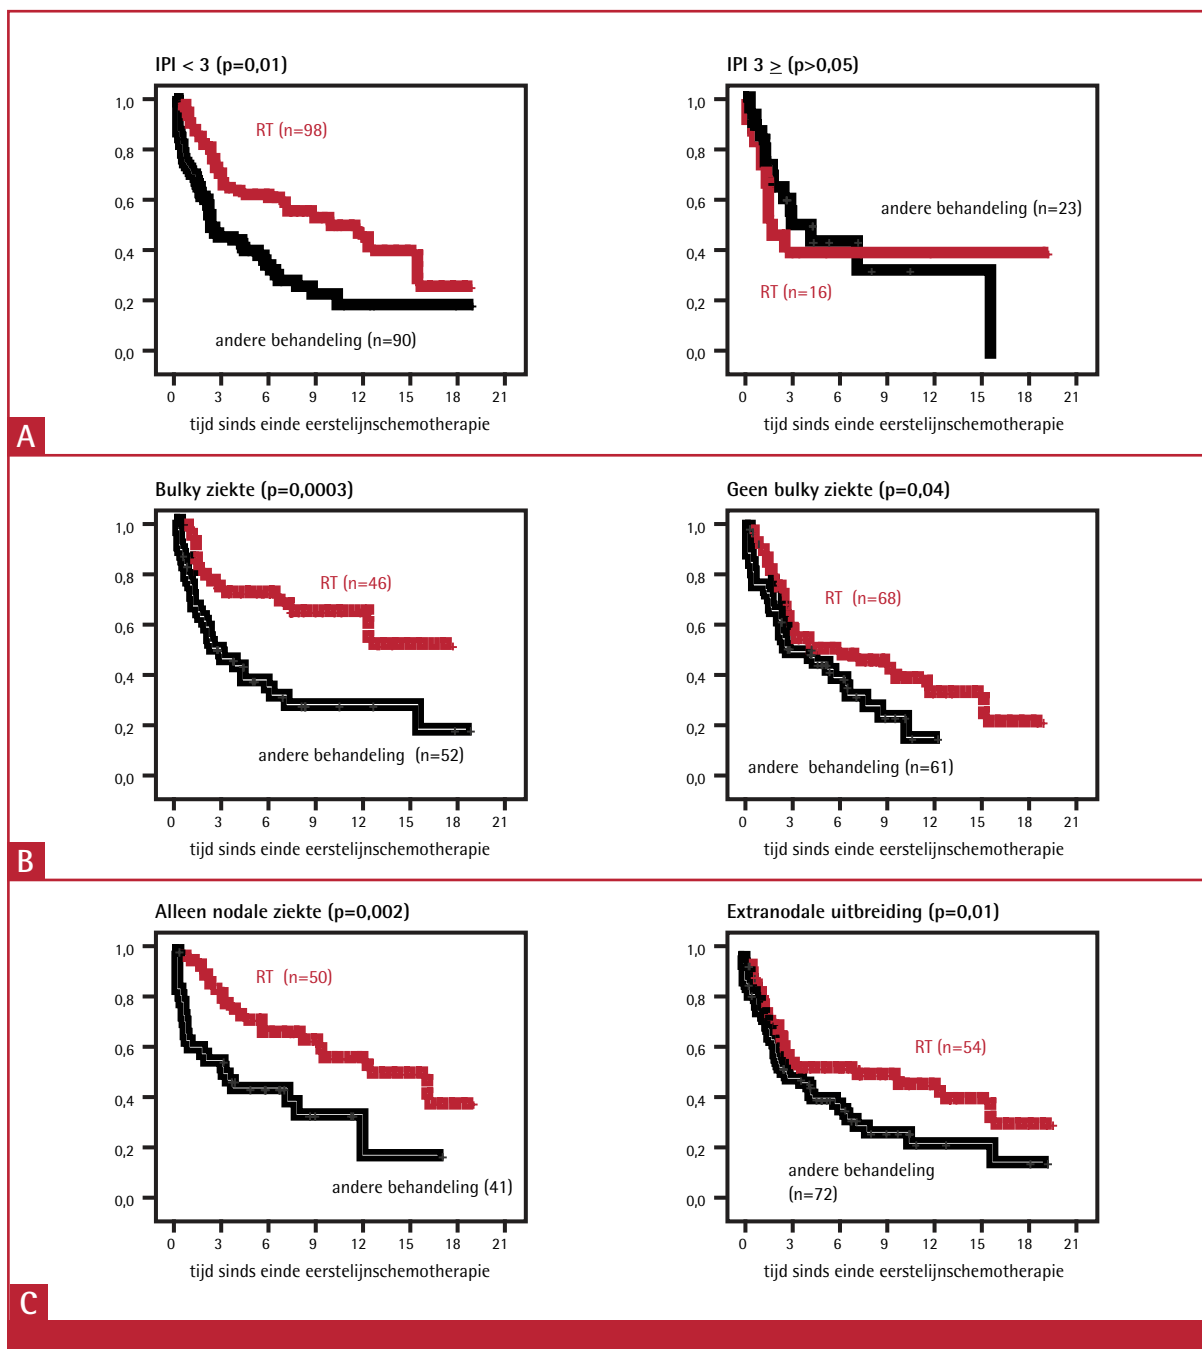 IPI < 3 (p=0,01)
1,0
0,8
0,6
0,4
0,2
0,0
RT (n=98)
andere behandeling (n=90)
0 3 6 9 12 15 18 21
tijd sinds einde eerstelijnschemotherapie
IPI 3 ≥ (p>0,05)
1,0
0,8
0,6
0,4
0,2
0,0
andere behandeling (n=23)
RT (n=16)
0 3 6 9 12 15 18 21
tijd sinds einde eerstelijnschemotherapie
A
Bulky ziekte (p=0,0003)
1,0
0,8
0,6
0,4
0,2
0,0
RT (n=46)
andere behandeling (n=52)
0 3 6 9 12 15 18 21
tijd sinds einde eerstelijnschemotherapie
Geen bulky ziekte (p=0,04)
1,0
0,8
0,6
0,4
0,2
0,0
RT (n=68)
andere behandeling (n=61)
0 3 6 9 12 15 18 21
tijd sinds einde eerstelijnschemotherapie
B
Alleen nodale ziekte (p=0,002)
1,0
0,8
0,6
0,4
0,2
0,0
RT (n=50)
andere behandeling (41)
0 3 6 9 12 15 18 21
tijd sinds einde eerstelijnschemotherapie
Extranodale uitbreiding (p=0,01)
1,0
0,8
0,6
0,4
0,2
0,0
RT (n=54)
andere behandeling
(n=72)
0 3 6 9 12 15 18 21
tijd sinds einde eerstelijnschemotherapie
C